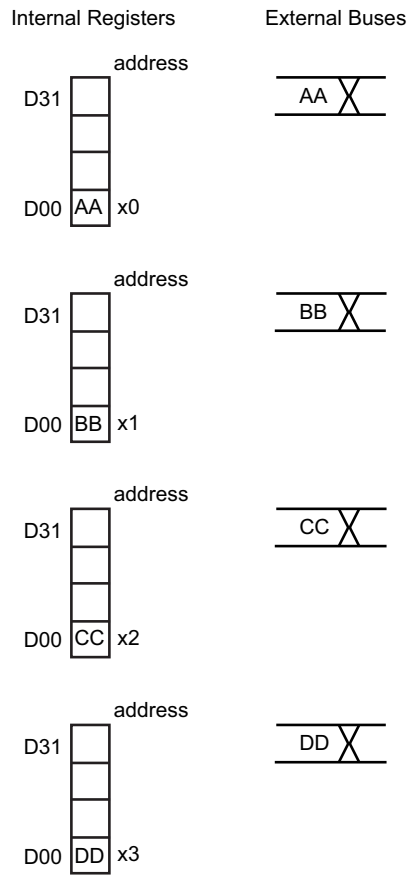 Internal Registers External Buses
address
D31 AA
D00 AA x0
address
D31 BB
D00 BB x1
address
D31 CC
D00 CC x2
address
D31 DD
D00 DD x3